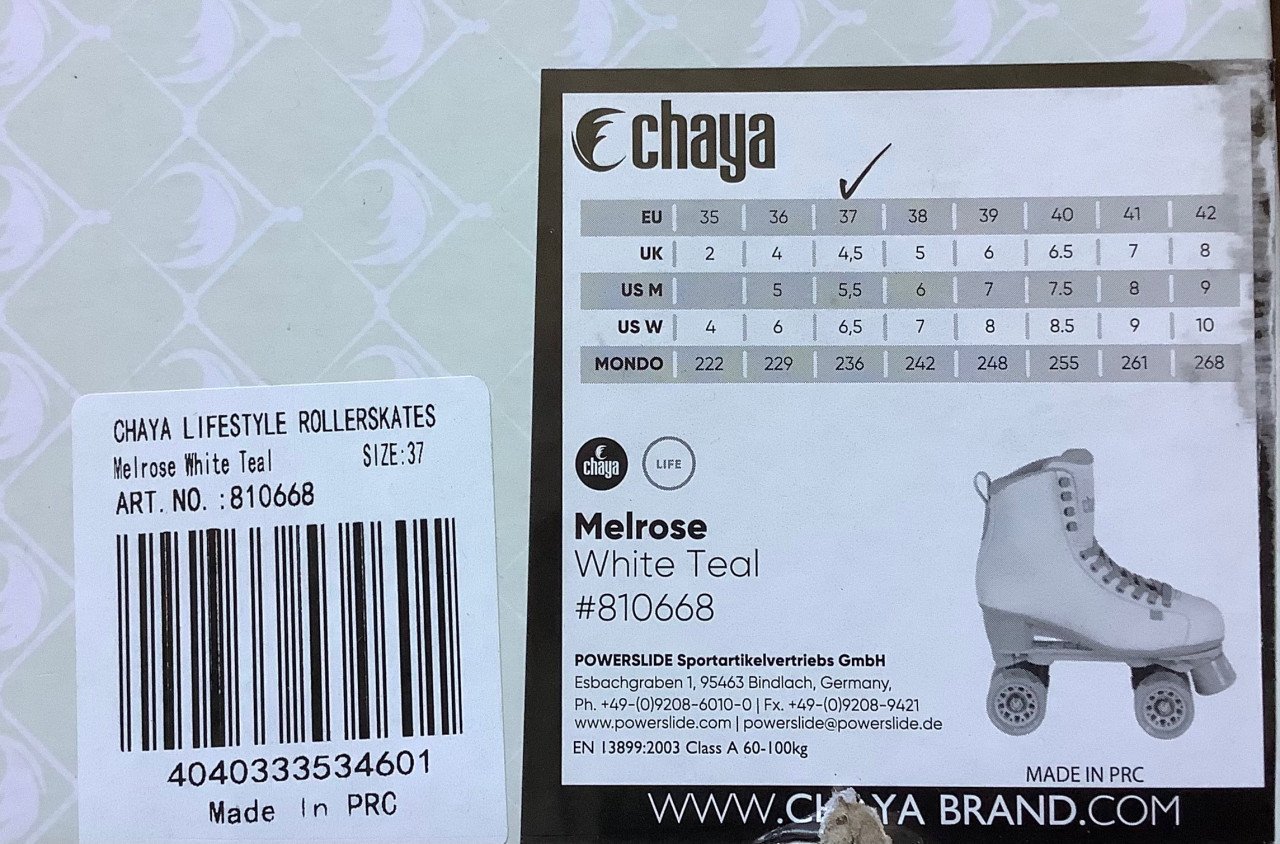 CHAYA LIFESTYLE ROLLERSKATES
Melrose White Teal SIZE:37
ART. NO. :810668
4040333534601
Made In PRC
chaya
EU 35 36 37 38 39 40 41 42
UK 2 4 4,5 5 6 6.5 7 8
US M 5 5,5 6 7 7.5 8 9
US W 4 6 6,5 7 8 8.5 9 10
MONDO 222 229 236 242 248 255 261 268
chaya LIFE
Melrose
White Teal
#810668
POWERSLIDE Sportartikelvertriebs GmbH
Esbachgraben 1, 95463 Bindlach, Germany,
Ph. +49-(0)9208-6010-0 | Fx. +49-(0)9208-9421
www.powerslide.com | powerslide@powerslide.de
EN 13899:2003 Class A 60-100kg
MADE IN PRC
WWW.CHAYA BRAND.COM